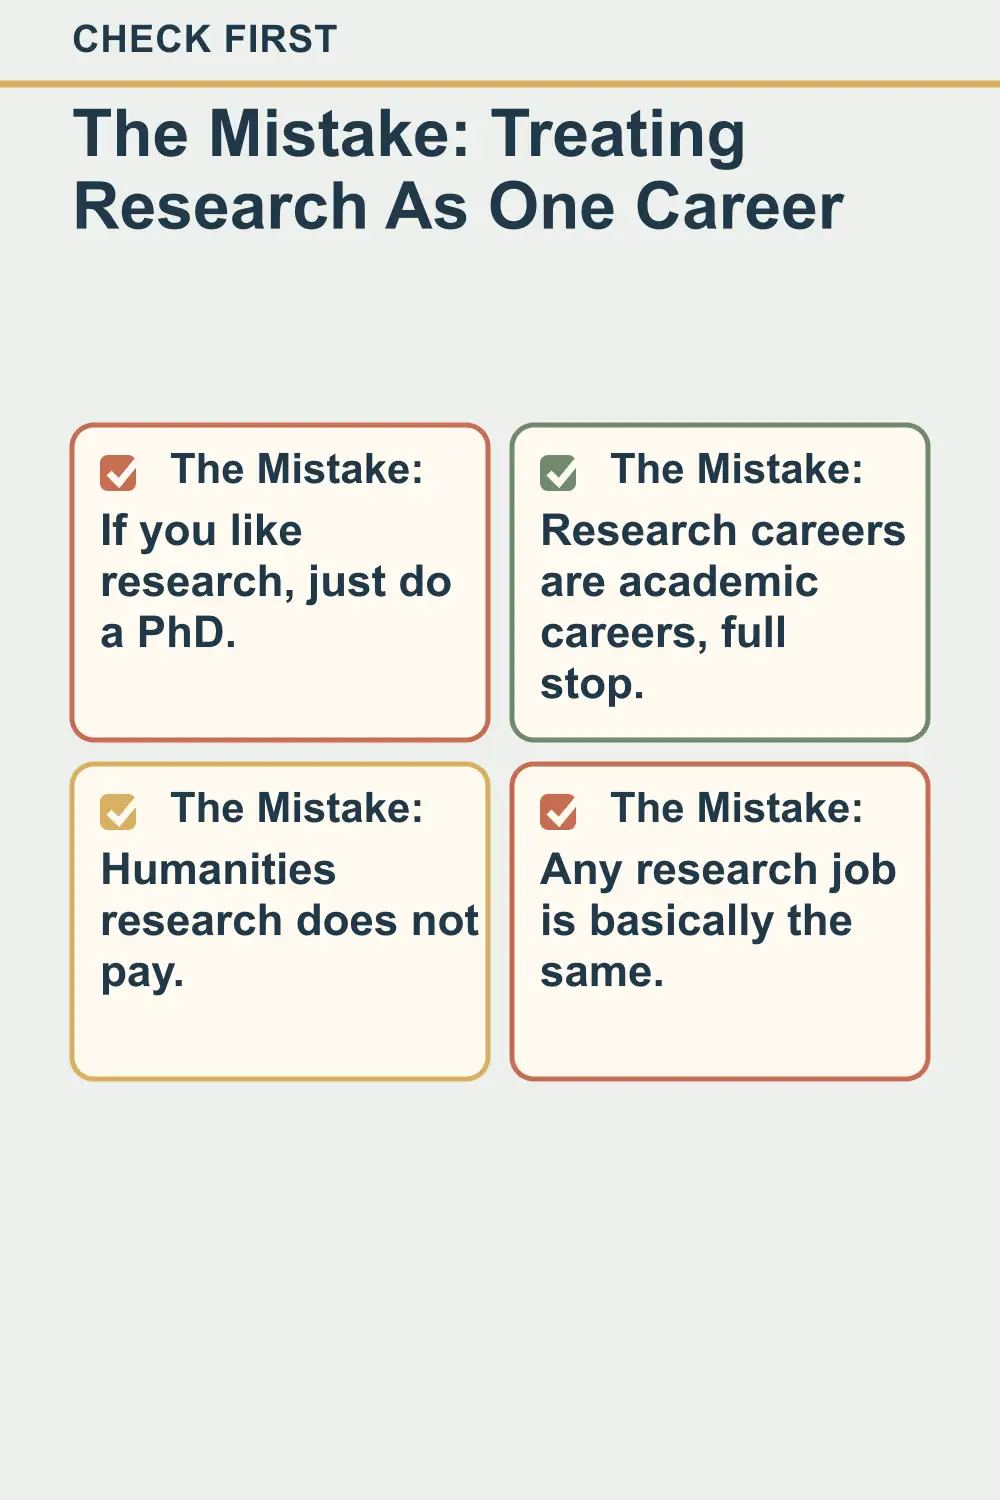 CHECK FIRST
The Mistake: Treating
Research As One Career
The Mistake:
If you like
research, just do
a PhD.
The Mistake:
Research careers
are academic
careers, full
stop.
The Mistake:
Humanities
research does not
pay.
The Mistake:
Any research job
is basically the
same.